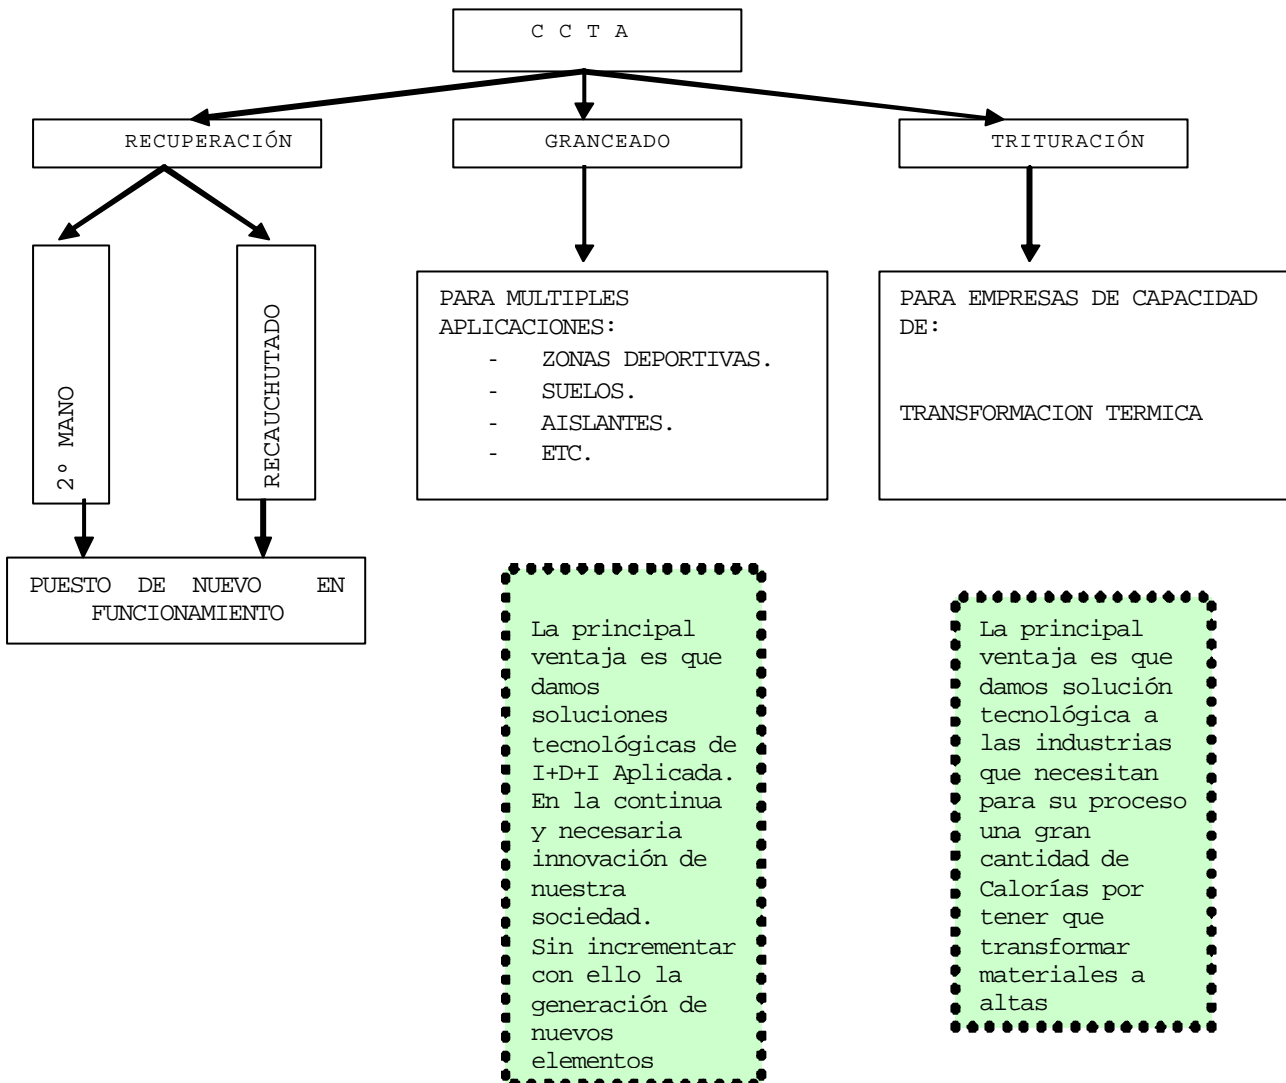 C C T A
RECUPERACIÓN
GRANCEADO
TRITURACIÓN
2º MANO
RECAUCHUTADO
PARA MULTIPLES
APLICACIONES:
- ZONAS DEPORTIVAS.
- SUELOS.
- AISLANTES.
- ETC.
PARA EMPRESAS DE CAPACIDAD
DE:
TRANSFORMACION TERMICA
PUESTO DE NUEVO EN
FUNCIONAMIENTO
La principal
ventaja es que
damos
soluciones
tecnológicas de
I+D+I Aplicada.
En la continua
y necesaria
innovación de
nuestra
sociedad.
Sin incrementar
con ello la
generación de
nuevos
elementos
La principal
ventaja es que
damos solución
tecnológica a
las industrias
que necesitan
para su proceso
una gran
cantidad de
Calorías por
tener que
transformar
materiales a
altas